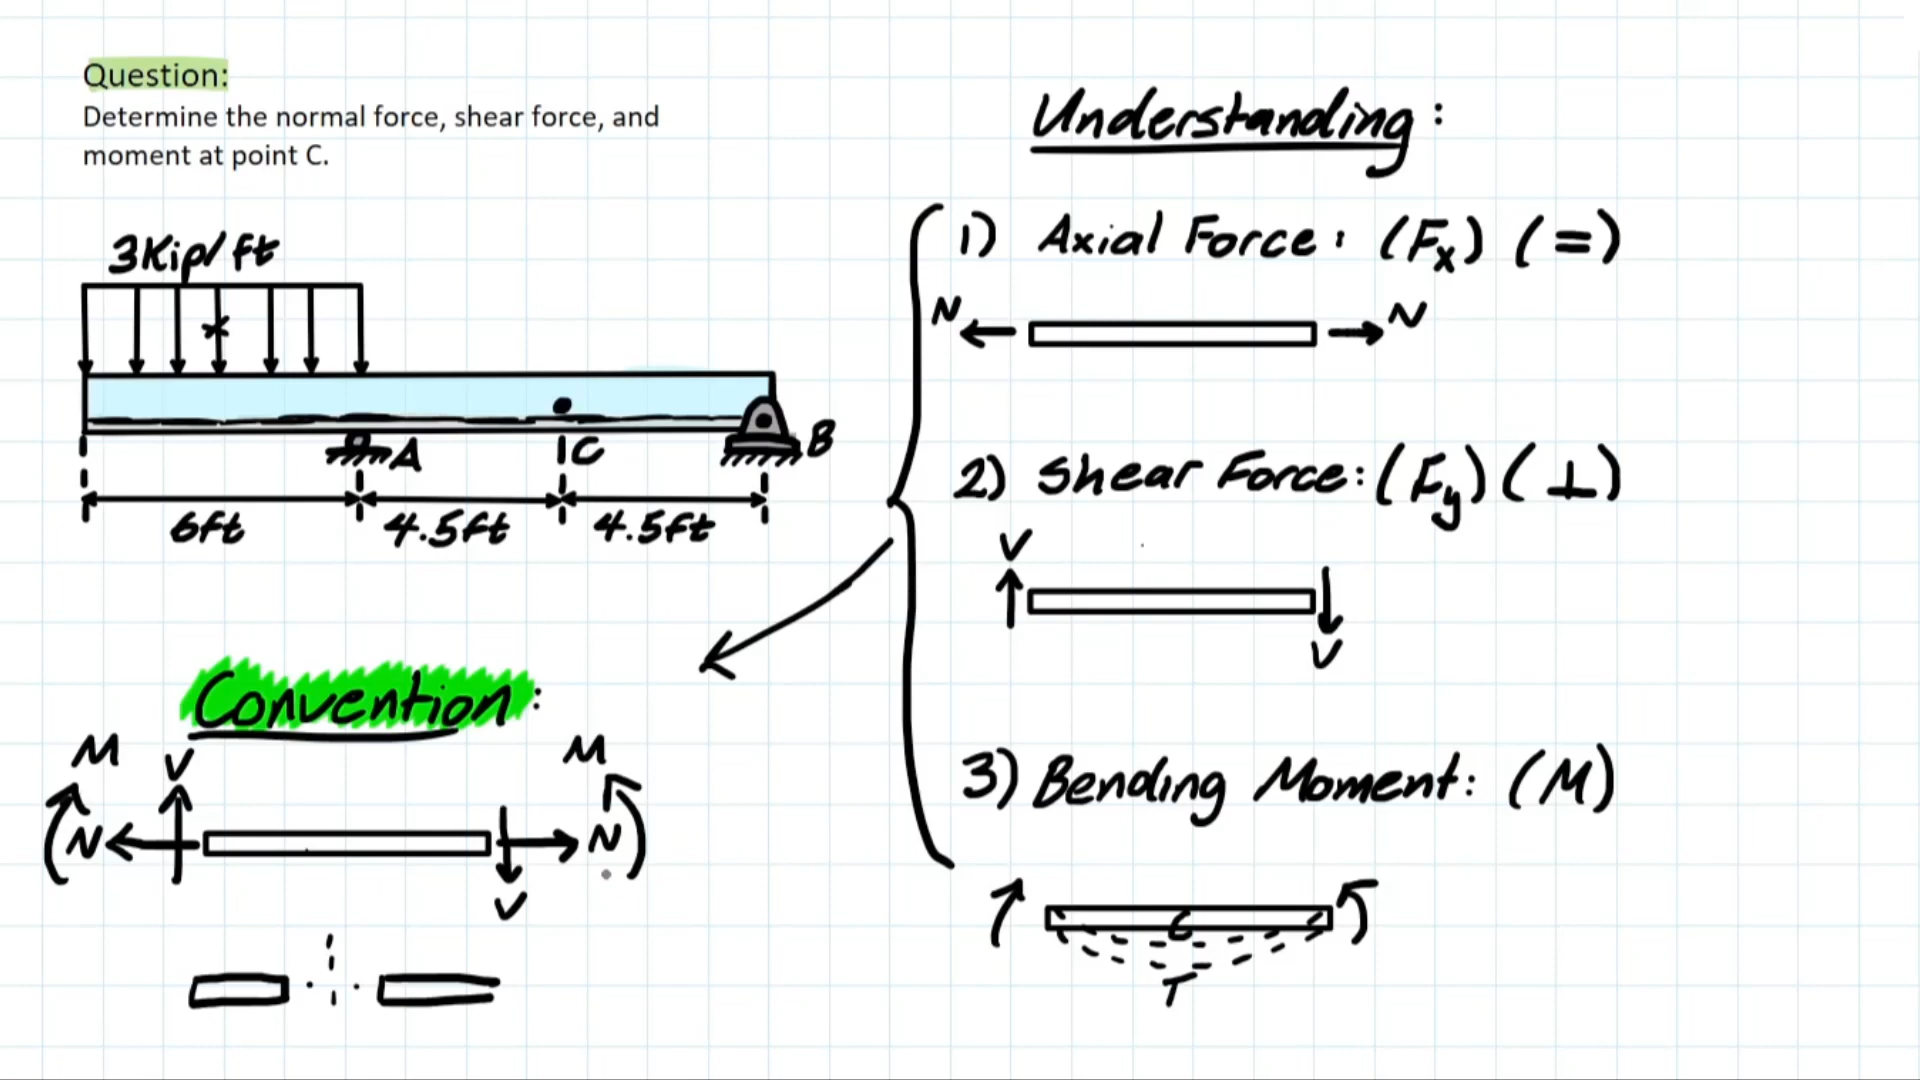 Question:
Determine the normal force, shear force, and
moment at point C.
3Kip/ft
A
C
B
6ft
4.5ft
4.5ft
Convention:
M
V
M
N
N
V
Understanding:
1) Axial Force: (Fx) (=)
N
N
2) Shear Force: (Fy) (⊥)
V
V
3) Bending Moment: (M)
C
T